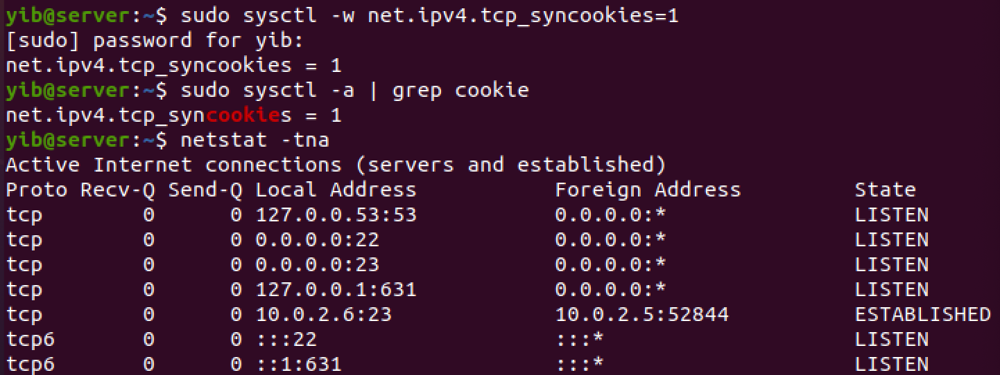 yib@server:~$ sudo sysctl -w net.ipv4.tcp_syncookies=1
[sudo] password for yib:
net.ipv4.tcp_syncookies = 1
yib@server:~$ sudo sysctl -a | grep cookie
net.ipv4.tcp_syncookies = 1
yib@server:~$ netstat -tna
Active Internet connections (servers and established)
Proto Recv-Q Send-Q Local Address           Foreign Address         State
tcp        0      0 127.0.0.53:53           0.0.0.0:*               LISTEN
tcp        0      0 0.0.0.0:22              0.0.0.0:*               LISTEN
tcp        0      0 0.0.0.0:23              0.0.0.0:*               LISTEN
tcp        0      0 127.0.0.1:631           0.0.0.0:*               LISTEN
tcp        0      0 10.0.2.6:23             10.0.2.5:52844          ESTABLISHED
tcp6       0      0 :::22                   :::*                    LISTEN
tcp6       0      0 ::1:631                 :::*                    LISTEN